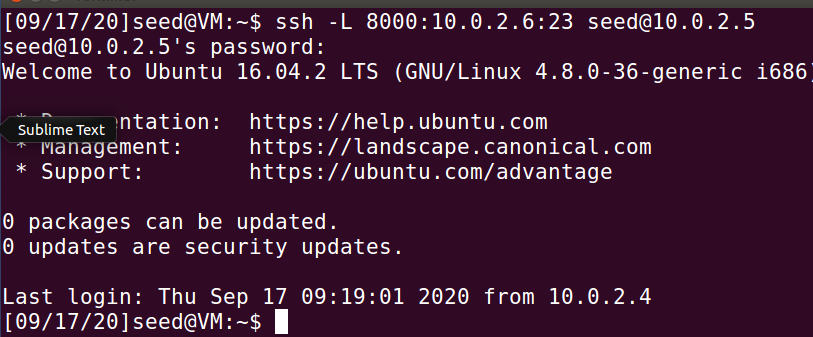 [09/17/20]seed@VM:~$ ssh -L 8000:10.0.2.6:23 seed@10.0.2.5
seed@10.0.2.5's password:
Welcome to Ubuntu 16.04.2 LTS (GNU/Linux 4.8.0-36-generic i686)
* entation: https://help.ubuntu.com
Sublime Text
* Management: https://landscape.canonical.com
* Support: https://ubuntu.com/advantage
0 packages can be updated.
0 updates are security updates.
Last login: Thu Sep 17 09:19:01 2020 from 10.0.2.4
[09/17/20]seed@VM:~$